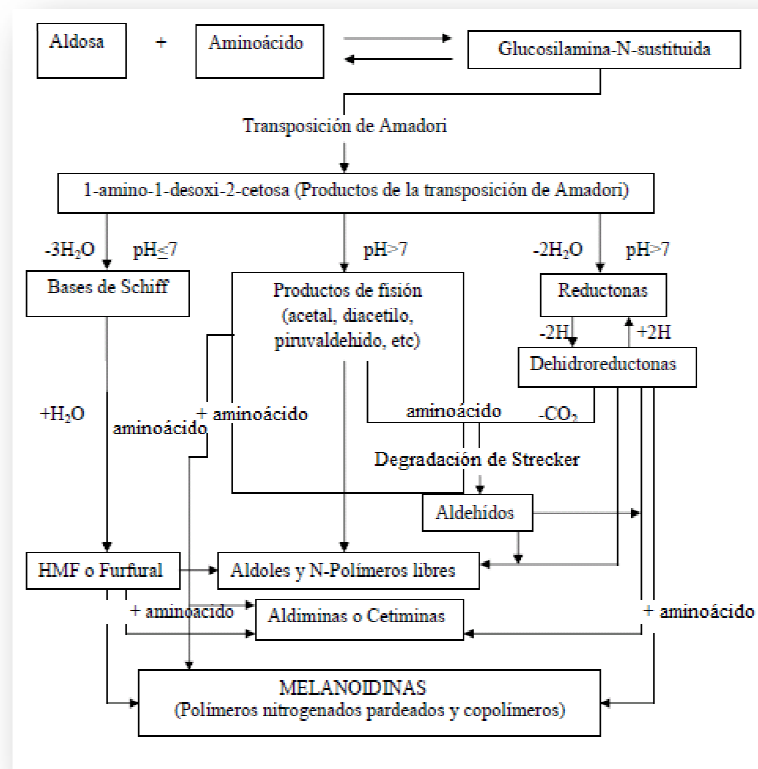 Aldosa + Aminoácido Glucosilamina-N-sustituida
Transposición de Amadori
1-amino-1-desoxi-2-cetosa (Productos de la transposición de Amadori)
-3H₂O pH≤7 pH>7 -2H₂O pH>7
Bases de Schiff
Productos de fisión
(acetal, diacetilo,
piruvaldehido, etc)
Reductonas
-2H +2H
Dehidroreductonas
+H₂O
aminoácido
+ aminoácido
aminoácido -CO₂
Degradación de Strecker
Aldehídos
HMF o Furfural
Aldoles y N-Polímeros libres
+ aminoácido
Aldiminas o Cetiminas
+ aminoácido
MELANOIDINAS
(Polímeros nitrogenados pardeados y copolímeros)